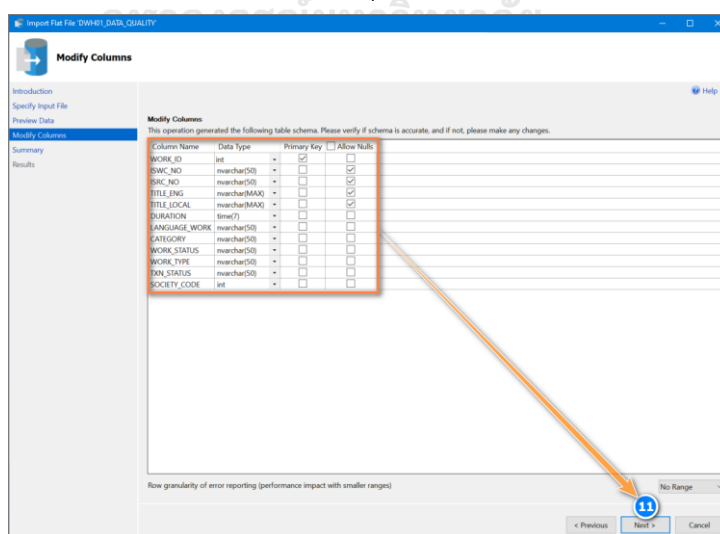 Import Flat File 'DWH01_DATA_QUALITY'
Modify Columns
Introduction
Help
Specify Input File
Preview Data
Modify Columns
Modify Columns
This operation generated the following table schema. Please verify if schema is accurate, and if not, please make any changes.
Summary
Results
Column Name Data Type Primary Key Allow Nulls
WORK_ID int
ISWC_NO nvarchar(50)
ISRC_NO nvarchar(50)
TITLE_ENG nvarchar(MAX)
TITLE_LOCAL nvarchar(MAX)
DURATION time(7)
LANGUAGE_WORK nvarchar(50)
CATEGORY nvarchar(50)
WORK_STATUS nvarchar(50)
WORK_TYPE nvarchar(50)
TXN_STATUS nvarchar(50)
SOCIETY_CODE int
Row granularity of error reporting (performance impact with smaller ranges)
No Range
11
< Previous Next > Cancel